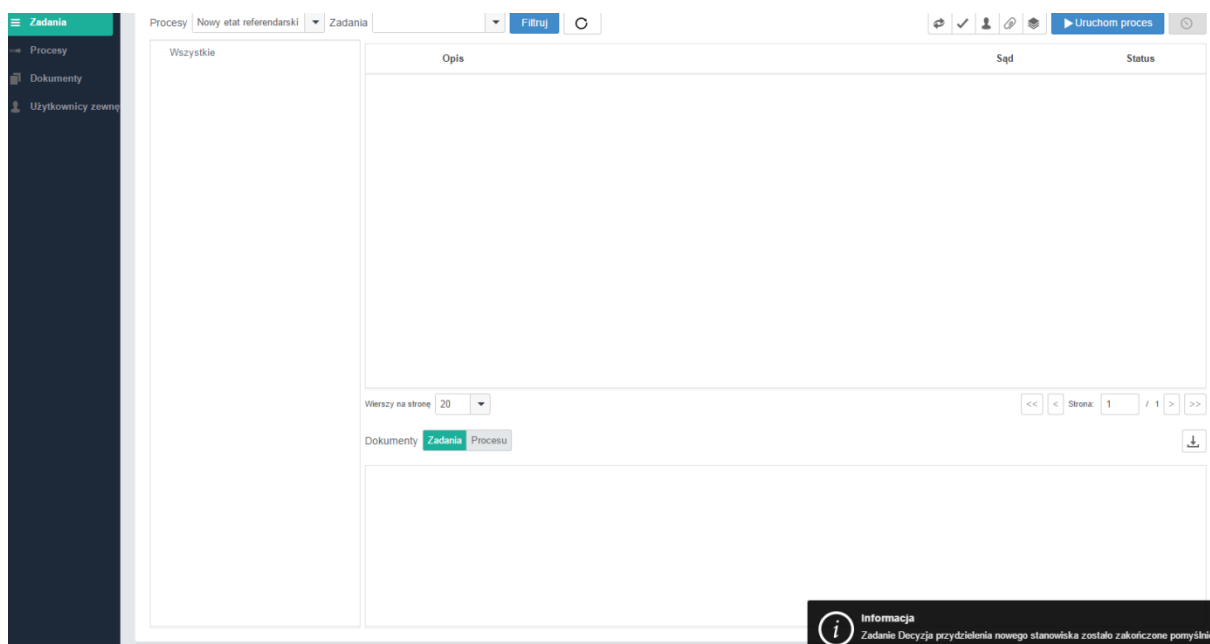 Zadania
Procesy
Dokumenty
Użytkownicy zewnę
Procesy Nowy etat referendarski Zadania Filtruj Uruchom proces
Wszystkie
Opis Sąd Status
Wierszy na stronę 20 << < Strona: 1 / 1 > >>
Dokumenty Zadania Procesu
Informacja
Zadanie Decyzja przydzielenia nowego stanowiska zostało zakończone pomyślni